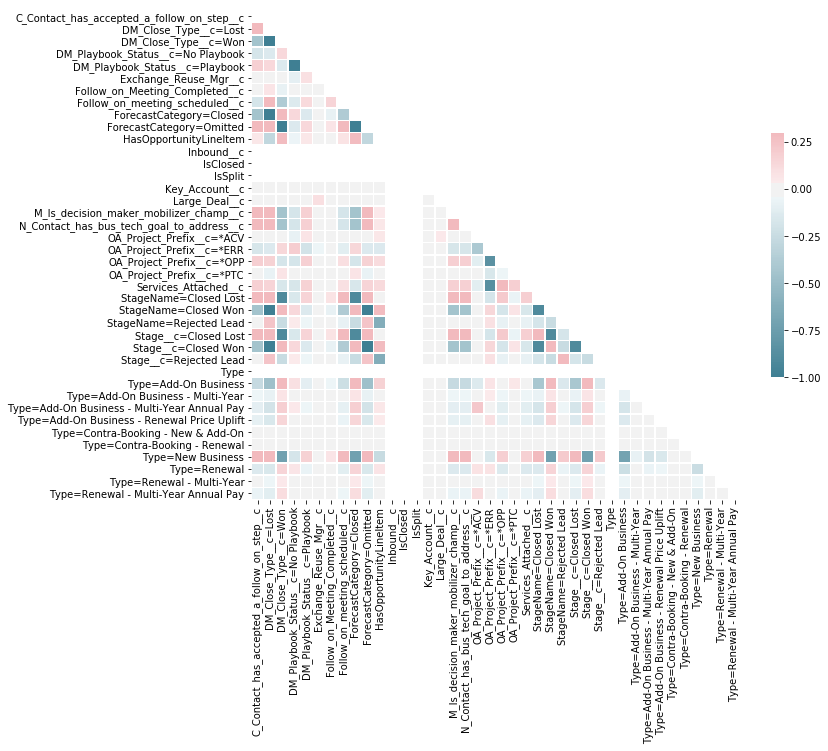 C_Contact_has_accepted_a_follow_on_step__c
DM_Close_Type__c=Lost
DM_Close_Type__c=Won
DM_Playbook_Status__c=No Playbook
DM_Playbook_Status__c=Playbook
Exchange_Reuse_Mgr__c
Follow_on_Meeting_Completed__c
Follow_on_meeting_scheduled__c
ForecastCategory=Closed
ForecastCategory=Omitted
HasOpportunityLineItem
Inbound__c
IsClosed
IsSplit
Key_Account__c
Large_Deal__c
M_Is_decision_maker_mobilizer_champ__c
N_Contact_has_bus_tech_goal_to_address__c
OA_Project_Prefix__c=*ACV
OA_Project_Prefix__c=*ERR
OA_Project_Prefix__c=*OPP
OA_Project_Prefix__c=*PTC
Services_Attached__c
StageName=Closed Lost
StageName=Closed Won
StageName=Rejected Lead
Stage__c=Closed Lost
Stage__c=Closed Won
Stage__c=Rejected Lead
Type
Type=Add-On Business
Type=Add-On Business - Multi-Year
Type=Add-On Business - Multi-Year Annual Pay
Type=Add-On Business - Renewal Price Uplift
Type=Contra-Booking - New & Add-On
Type=Contra-Booking - Renewal
Type=New Business
Type=Renewal
Type=Renewal - Multi-Year
Type=Renewal - Multi-Year Annual Pay
0.25
0.00
−0.25
−0.50
−0.75
−1.00
C_Contact_has_accepted_a_follow_on_step__c
DM_Close_Type__c=Lost
DM_Close_Type__c=Won
DM_Playbook_Status__c=No Playbook
DM_Playbook_Status__c=Playbook
Exchange_Reuse_Mgr__c
Follow_on_Meeting_Completed__c
Follow_on_meeting_scheduled__c
ForecastCategory=Closed
ForecastCategory=Omitted
HasOpportunityLineItem
Inbound__c
IsClosed
IsSplit
Key_Account__c
Large_Deal__c
M_Is_decision_maker_mobilizer_champ__c
N_Contact_has_bus_tech_goal_to_address__c
OA_Project_Prefix__c=*ACV
OA_Project_Prefix__c=*ERR
OA_Project_Prefix__c=*OPP
OA_Project_Prefix__c=*PTC
Services_Attached__c
StageName=Closed Lost
StageName=Closed Won
StageName=Rejected Lead
Stage__c=Closed Lost
Stage__c=Closed Won
Stage__c=Rejected Lead
Type
Type=Add-On Business
Type=Add-On Business - Multi-Year
Type=Add-On Business - Multi-Year Annual Pay
Type=Add-On Business - Renewal Price Uplift
Type=Contra-Booking - New & Add-On
Type=Contra-Booking - Renewal
Type=New Business
Type=Renewal
Type=Renewal - Multi-Year
Type=Renewal - Multi-Year Annual Pay